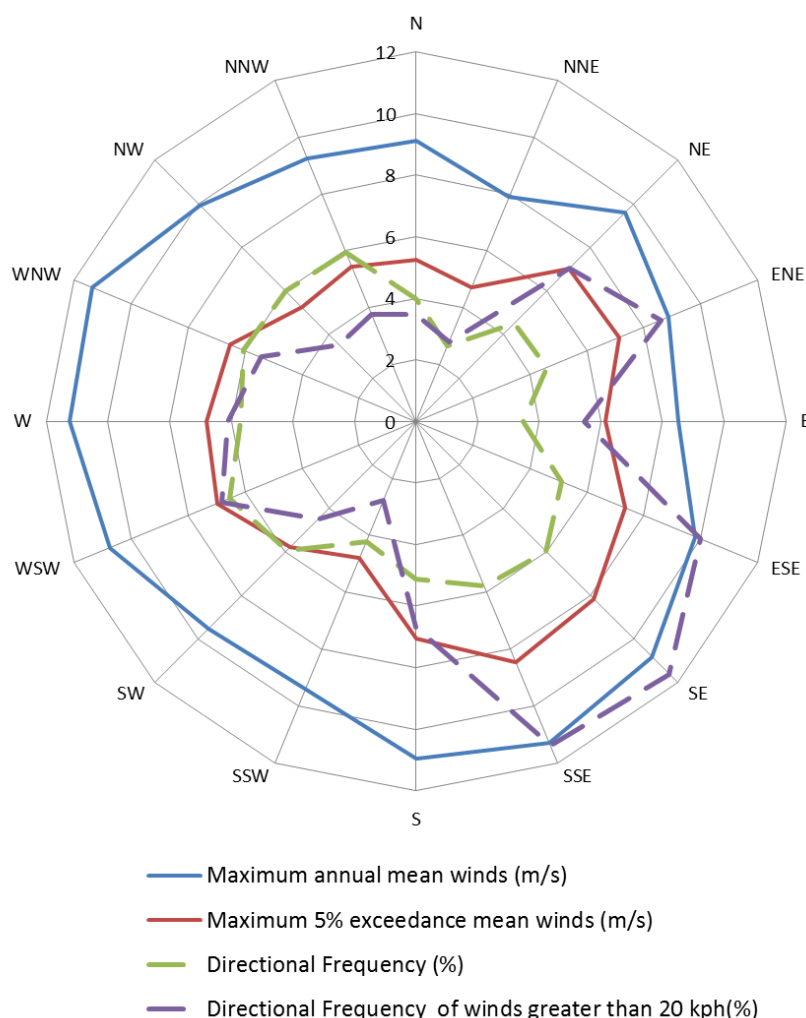 N
NNW
NNE
NW
NE
WNW
ENE
W
E
WSW
ESE
SW
SE
SSW
SSE
S
12
10
8
6
4
2
0
Maximum annual mean winds (m/s)
Maximum 5% exceedance mean winds (m/s)
Directional Frequency (%)
Directional Frequency of winds greater than 20 kph(%)